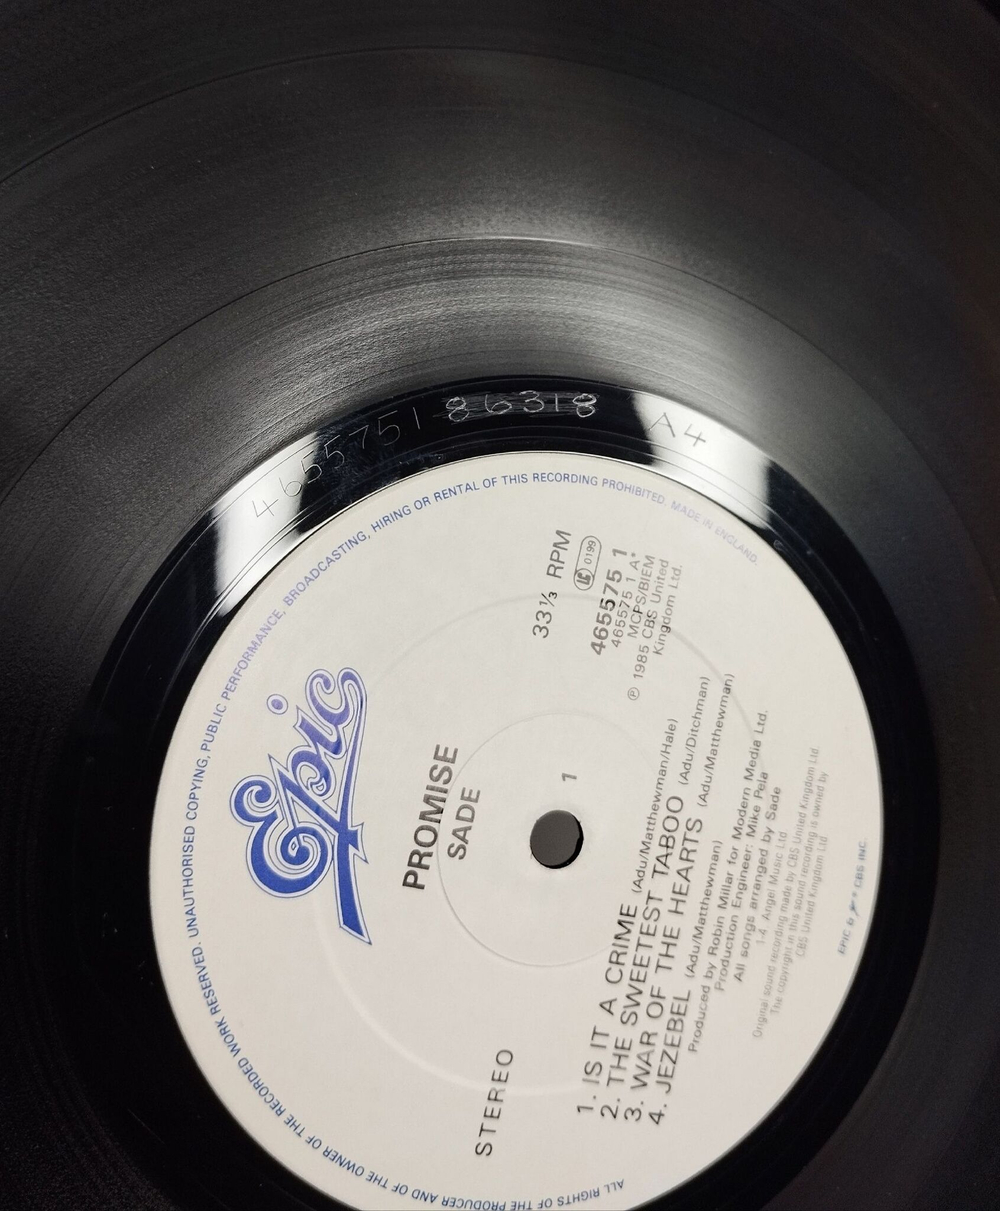 4655751 86318 A4
UNAUTHORISED COPYING, PUBLIC PERFORMANCE, BROADCASTING, HIRING OR RENTAL OF THIS RECORDING PROHIBITED. MADE IN ENGLAND.
ALL RIGHTS OF THE PRODUCER AND OF THE OWNER OF THE RECORDED WORK RESERVED.
Epic
PROMISE
SADE
STEREO
1
33⅓ RPM
LC 0199
465575 1
465575 1 A
MCPS/BIEM
℗ 1985 CBS United
Kingdom Ltd.
1. IS IT A CRIME (Adu/Matthewman/Hale)
2. THE SWEETEST TABOO (Adu/Ditchman)
3. WAR OF THE HEARTS (Adu/Matthewman)
4. JEZEBEL (Adu/Matthewman)
Produced by Robin Millar for Modern Media Ltd.
Production Engineer: Mike Pela
All songs arranged by Sade
1-4 Angel Music Ltd.
Original sound recording made by CBS United Kingdom Ltd.
The copyright in this sound recording is owned by
CBS United Kingdom Ltd.
EPIC & CBS INC.